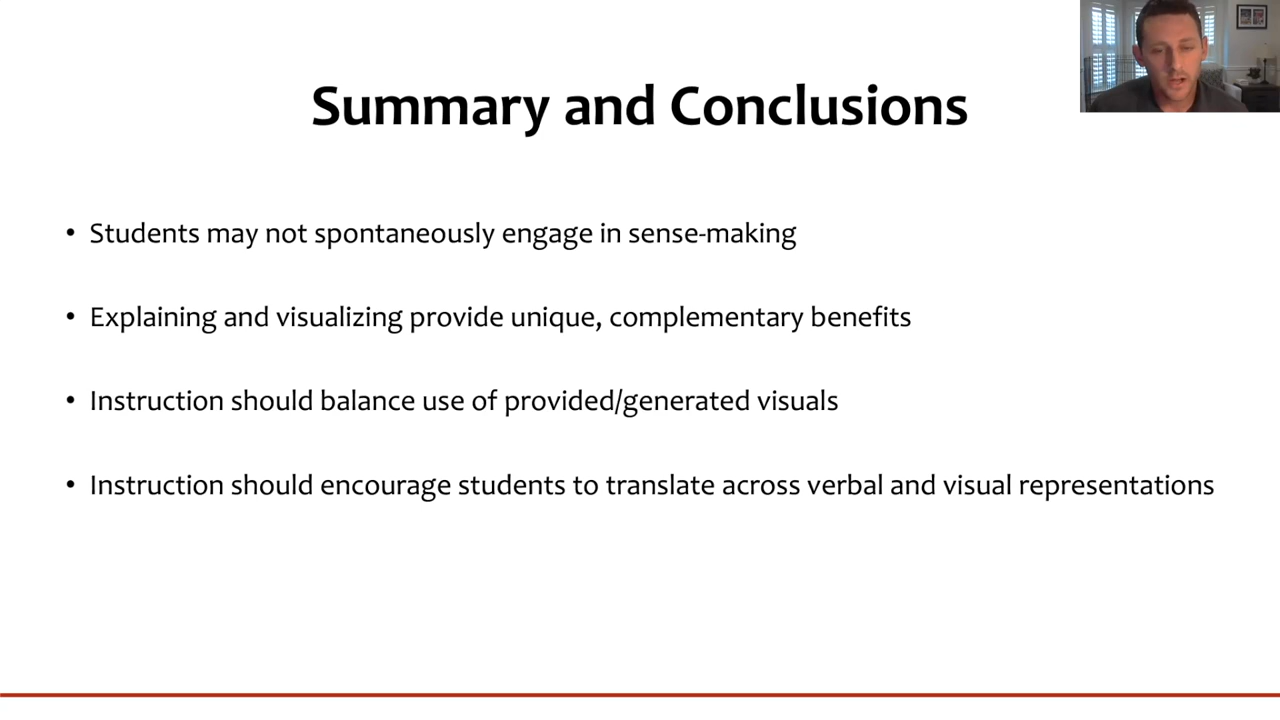 Summary and Conclusions
• Students may not spontaneously engage in sense-making
• Explaining and visualizing provide unique, complementary benefits
• Instruction should balance use of provided/generated visuals
• Instruction should encourage students to translate across verbal and visual representations